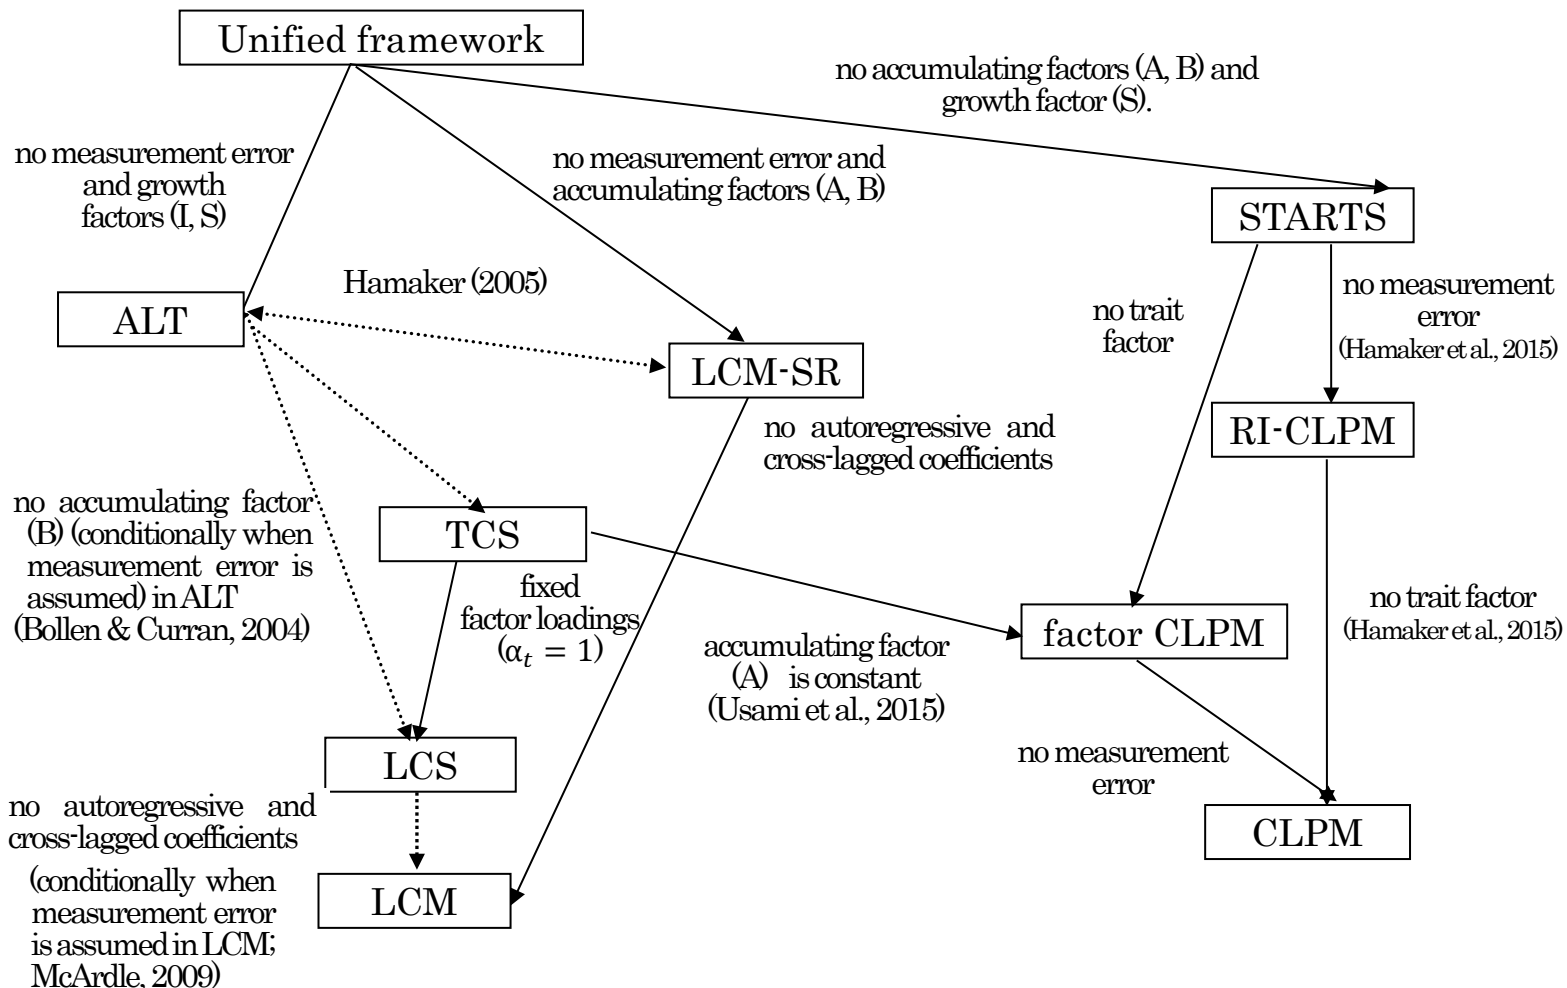 Unified framework
no accumulating factors (A, B) and
growth factor (S).
no measurement error
and growth
factors (I, S)
no measurement error and
accumulating factors (A, B)
STARTS
Hamaker (2005)
ALT
LCM-SR
no trait
factor
no measurement
error
(Hamaker et al., 2015)
RI-CLPM
no autoregressive and
cross-lagged coefficients
no accumulating factor
(B) (conditionally when
measurement error is
assumed) in ALT
(Bollen & Curran, 2004)
TCS
fixed
factor loadings
(α_t = 1)
accumulating factor
(A) is constant
(Usami et al., 2015)
factor CLPM
no trait factor
(Hamaker et al., 2015)
no measurement
error
LCS
CLPM
no autoregressive and
cross-lagged coefficients
(conditionally when
measurement error
is assumed in LCM;
McArdle, 2009)
LCM